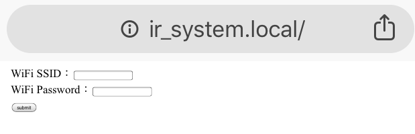 ir_system.local/
WiFi SSID：
WiFi Password：
submit